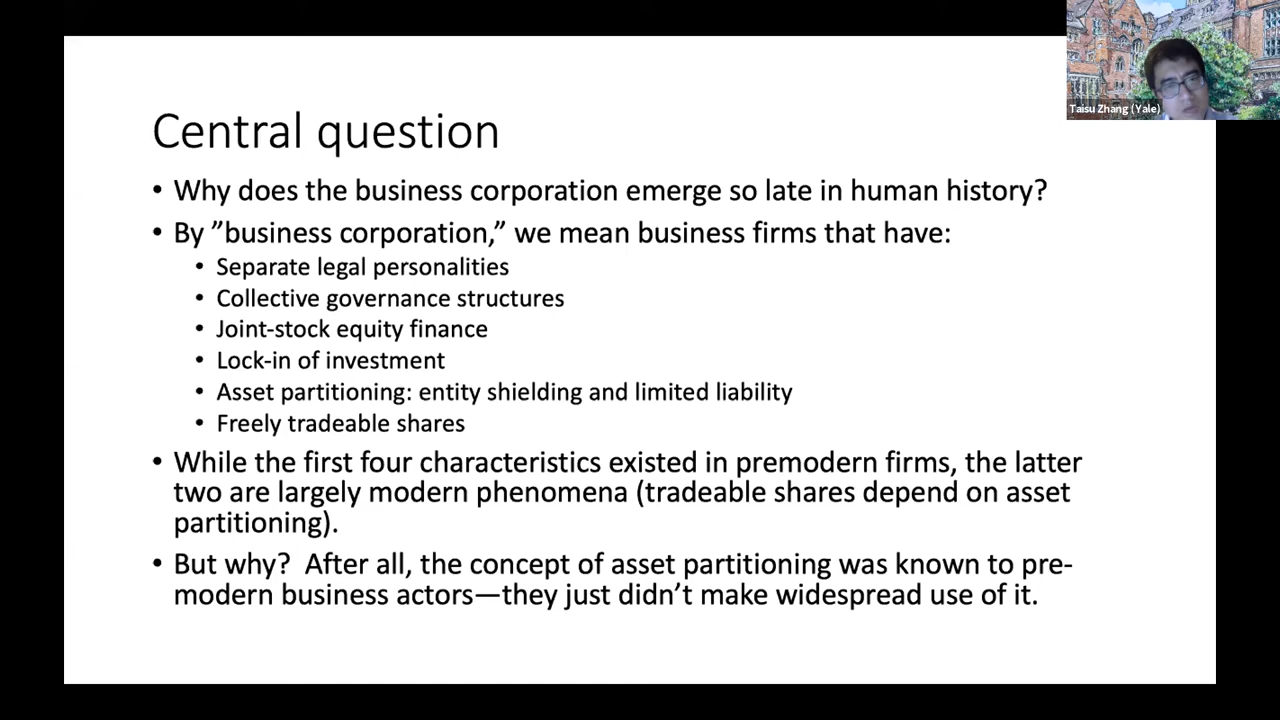 Taisu Zhang (Yale)
Central question
• Why does the business corporation emerge so late in human history?
• By ”business corporation,” we mean business firms that have:
• Separate legal personalities
• Collective governance structures
• Joint-stock equity finance
• Lock-in of investment
• Asset partitioning: entity shielding and limited liability
• Freely tradeable shares
• While the first four characteristics existed in premodern firms, the latter
two are largely modern phenomena (tradeable shares depend on asset
partitioning).
• But why?  After all, the concept of asset partitioning was known to pre-
modern business actors—they just didn’t make widespread use of it.